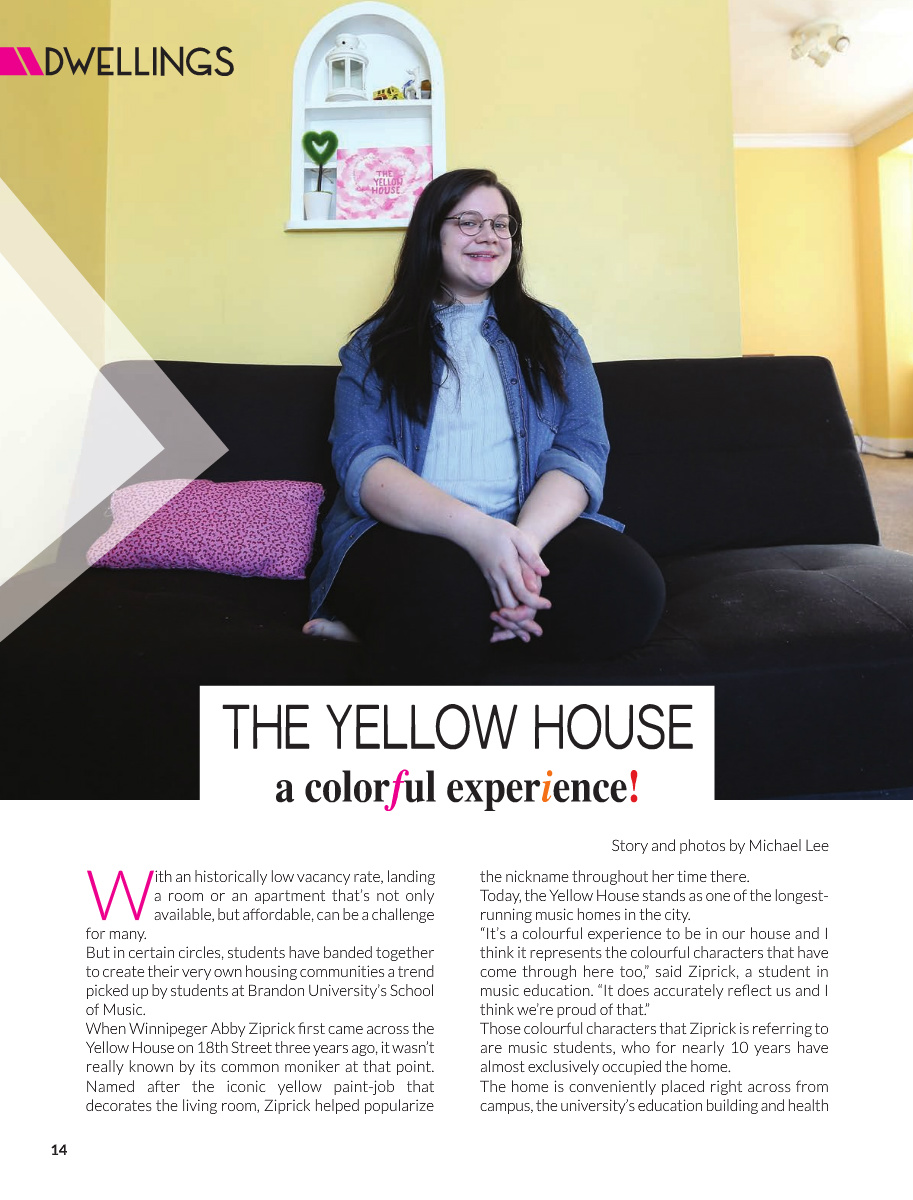 DWELLINGS
THE
YELLOW
HOUSE
THE YELLOW HOUSE
a colorful experience!
Story and photos by Michael Lee
With an historically low vacancy rate, landing
a room or an apartment that’s not only
available, but affordable, can be a challenge
for many.
But in certain circles, students have banded together
to create their very own housing communities a trend
picked up by students at Brandon University’s School
of Music.
When Winnipeger Abby Ziprick first came across the
Yellow House on 18th Street three years ago, it wasn’t
really known by its common moniker at that point.
Named after the iconic yellow paint-job that
decorates the living room, Ziprick helped popularize
the nickname throughout her time there.
Today, the Yellow House stands as one of the longest-
running music homes in the city.
“It’s a colourful experience to be in our house and I
think it represents the colourful characters that have
come through here too,” said Ziprick, a student in
music education. “It does accurately reflect us and I
think we’re proud of that.”
Those colourful characters that Ziprick is referring to
are music students, who for nearly 10 years have
almost exclusively occupied the home.
The home is conveniently placed right across from
campus, the university’s education building and health
14